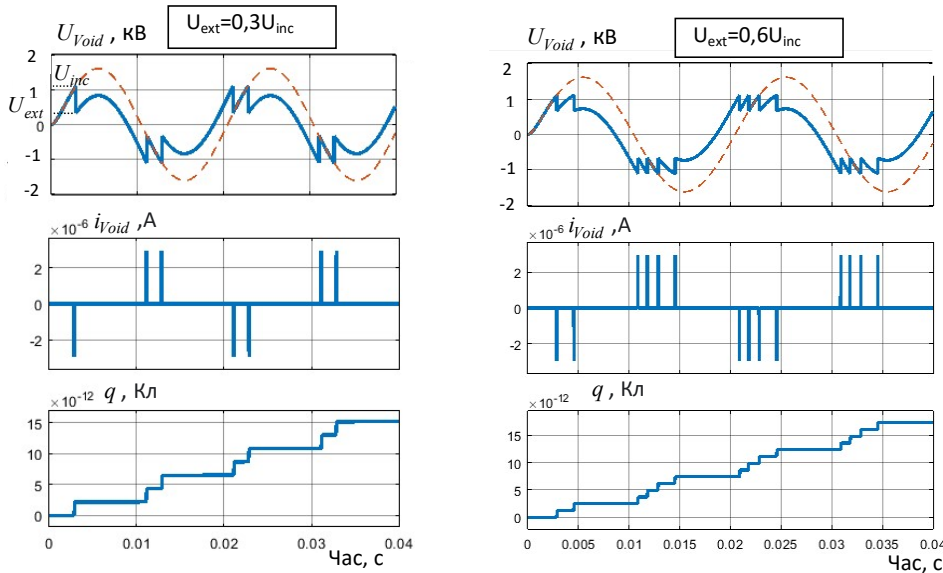 U_Void , кВ
U_ext=0,3U_inc
2
U_inc
1
U_ext
0
-1
-2
×10^-6 i_Void ,А
2
0
-2
×10^-12 q , Кл
15
10
5
0
0 0.01 0.02 0.03 0.04
Час, с
U_Void , кВ
U_ext=0,6U_inc
2
1
0
-1
-2
×10^-6 i_Void ,А
2
0
-2
×10^-12 q , Кл
15
10
5
0
0 0.005 0.01 0.015 0.02 0.025 0.03 0.035 0.04
Час, с